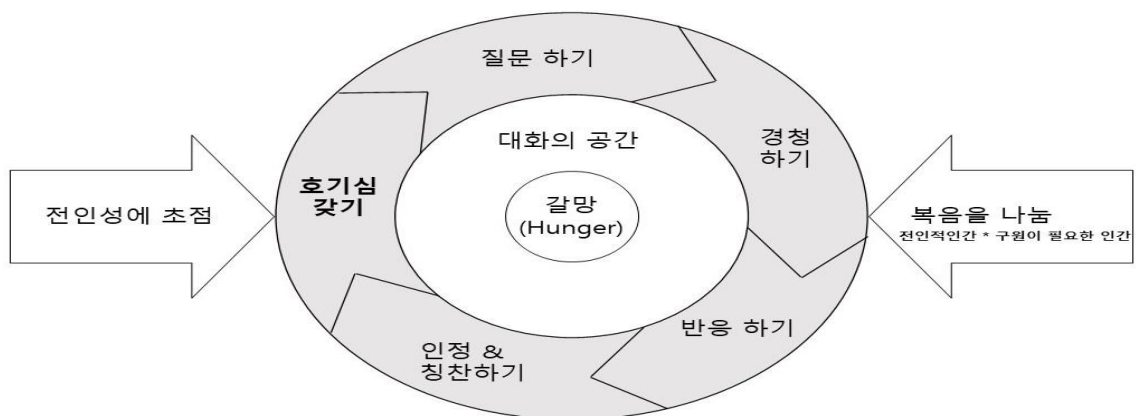 질문 하기
대화의 공간
경청
하기
호기심
갖기
갈망
(Hunger)
전인성에 초점
복음을 나눔
전인적인간 * 구원이 필요한 인간
반응 하기
인정 &
칭찬하기